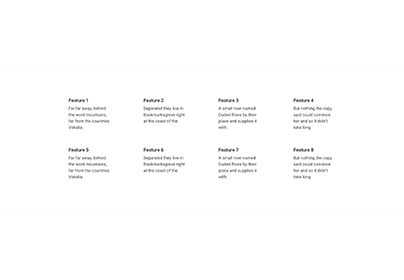 Feature 1
Far far away, behind
the word mountains,
far from the countries
Vokalia.
Feature 2
Separated they live in
Bookmarksgrove right
at the coast of the
Feature 3
A small river named
Duden flows by their
place and supplies it
with.
Feature 4
But nothing the copy
said could convince
her and so it didn't
take long
Feature 5
Far far away, behind
the word mountains,
far from the countries
Vokalia.
Feature 6
Separated they live in
Bookmarksgrove right
at the coast of the
Feature 7
A small river named
Duden flows by their
place and supplies it
with.
Feature 8
But nothing the copy
said could convince
her and so it didn't
take long